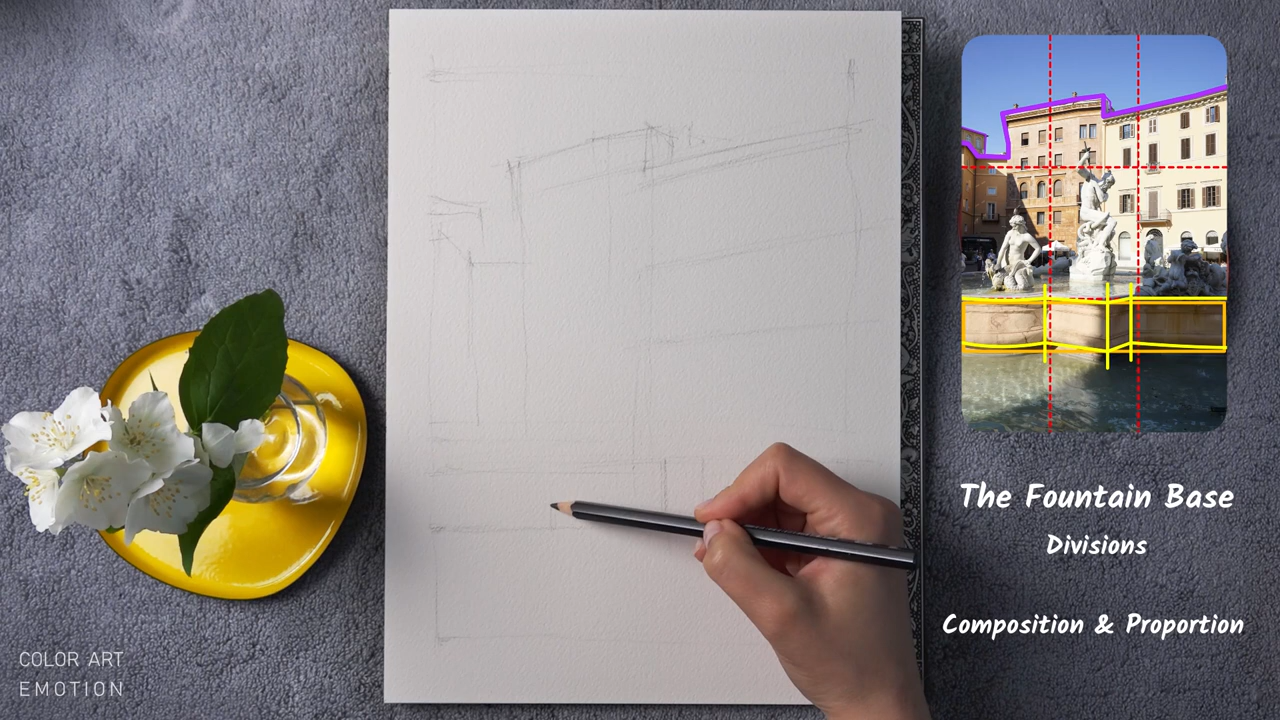 The Fountain Base
Divisions
Composition & Proportion
COLOR ART
EMOTION